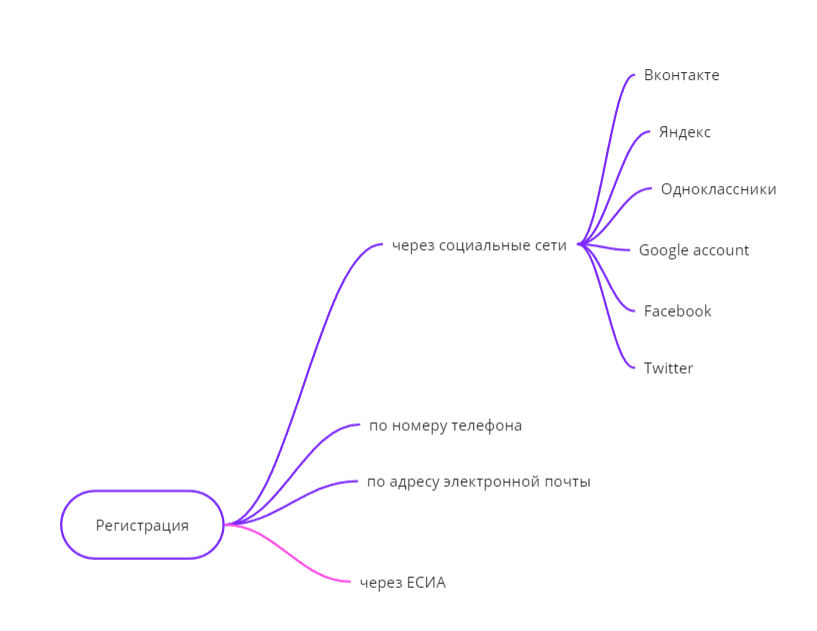 Вконтакте
Яндекс
Одноклассники
через социальные сети
Google account
Facebook
Twitter
по номеру телефона
по адресу электронной почты
Регистрация
через ЕСИА